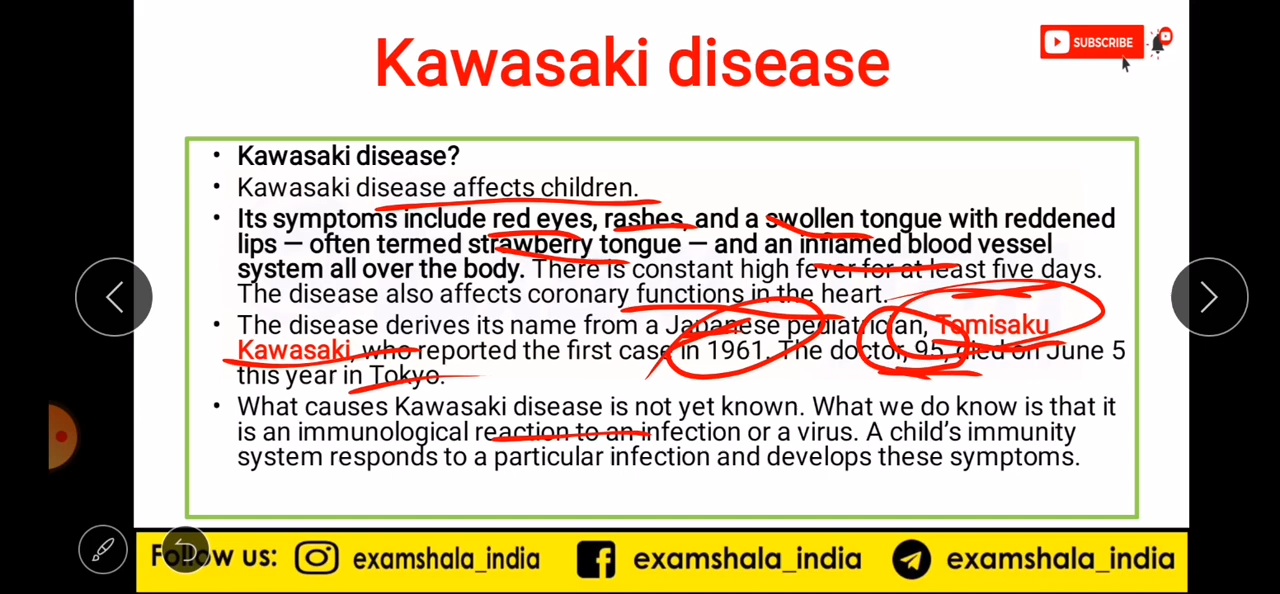 Kawasaki disease
SUBSCRIBE
• Kawasaki disease?
• Kawasaki disease affects children.
• Its symptoms include red eyes, rashes, and a swollen tongue with reddened
lips — often termed strawberry tongue — and an inflamed blood vessel
system all over the body. There is constant high fever for at least five days.
The disease also affects coronary functions in the heart.
• The disease derives its name from a Japanese pediatrician, Tomisaku
Kawasaki, who reported the first case in 1961. The doctor, 95, died on June 5
this year in Tokyo.
• What causes Kawasaki disease is not yet known. What we do know is that it
is an immunological reaction to an infection or a virus. A child's immunity
system responds to a particular infection and develops these symptoms.
Follow us: examshala_india examshala_india examshala_india